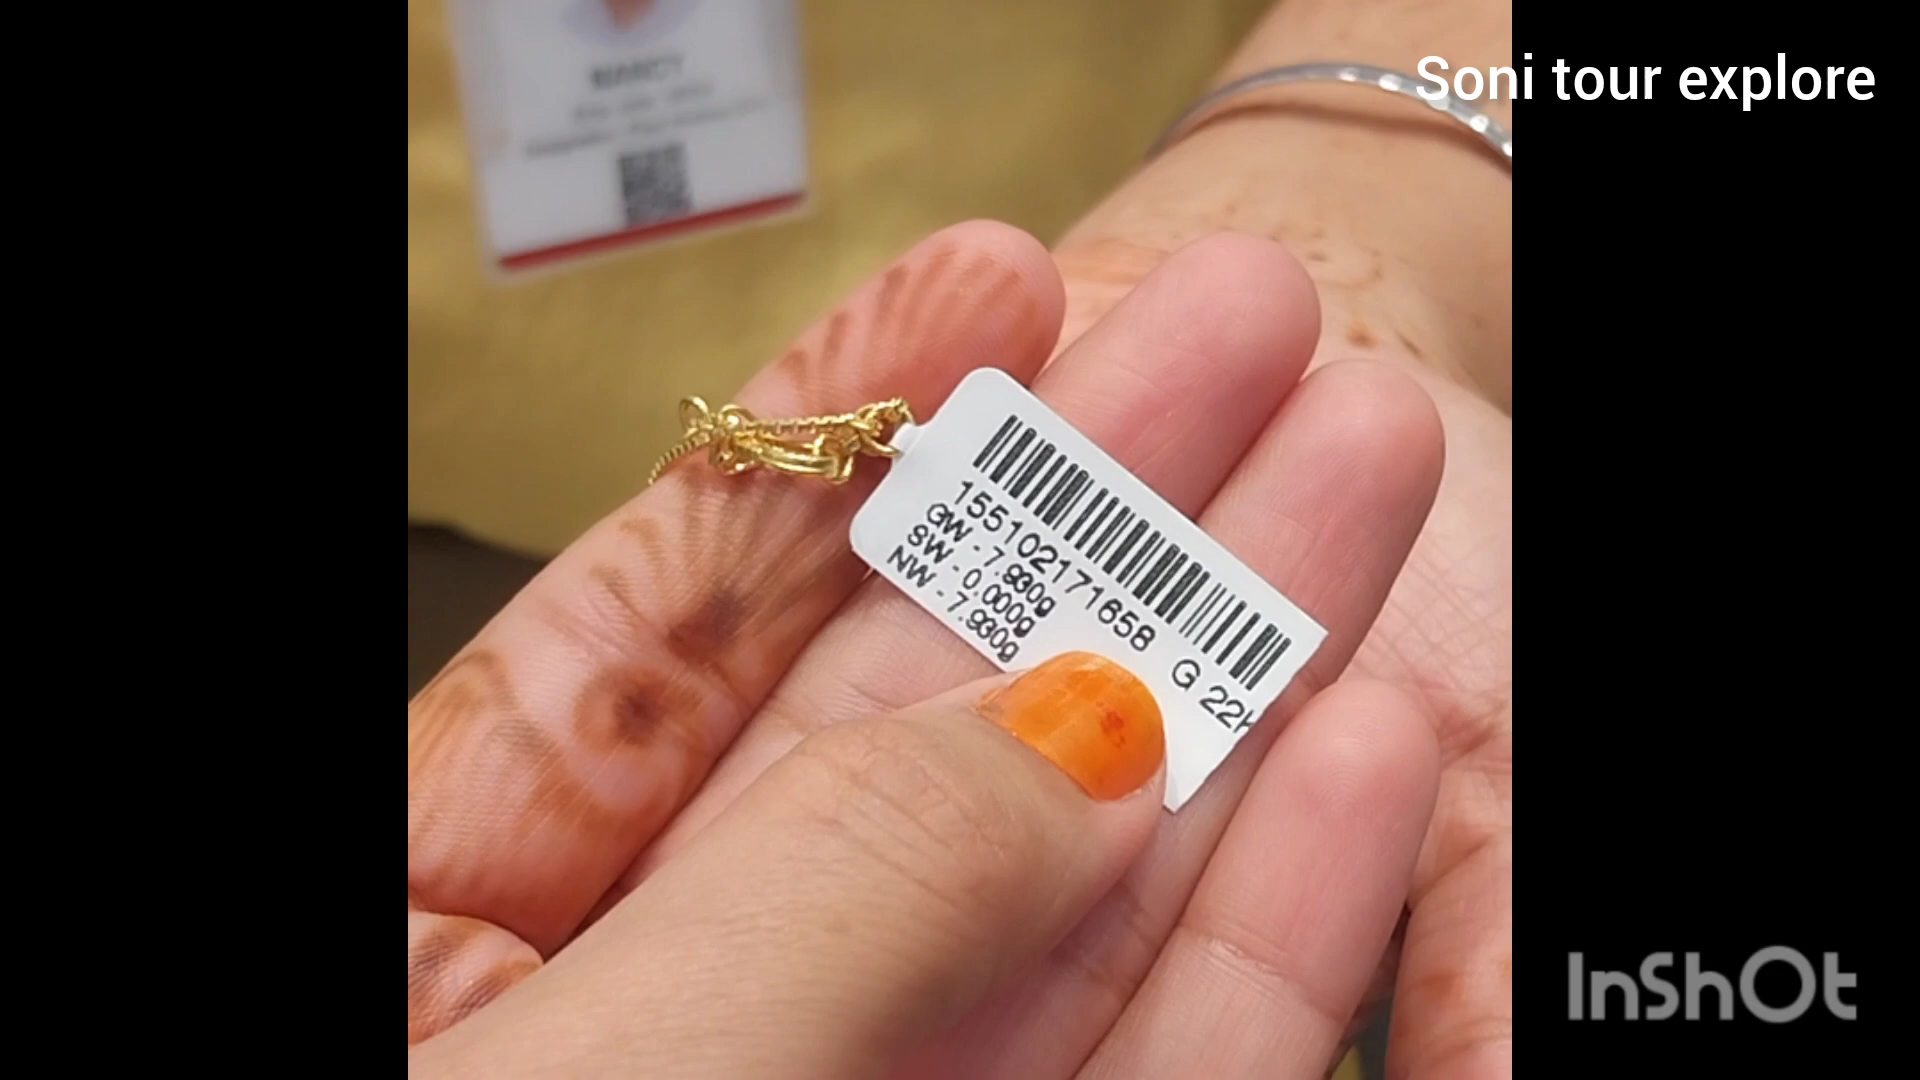 Soni tour explore
155102171658 G 22K
GW - 7.930g
SW - 0.000g
NW - 7.930g
InShOt